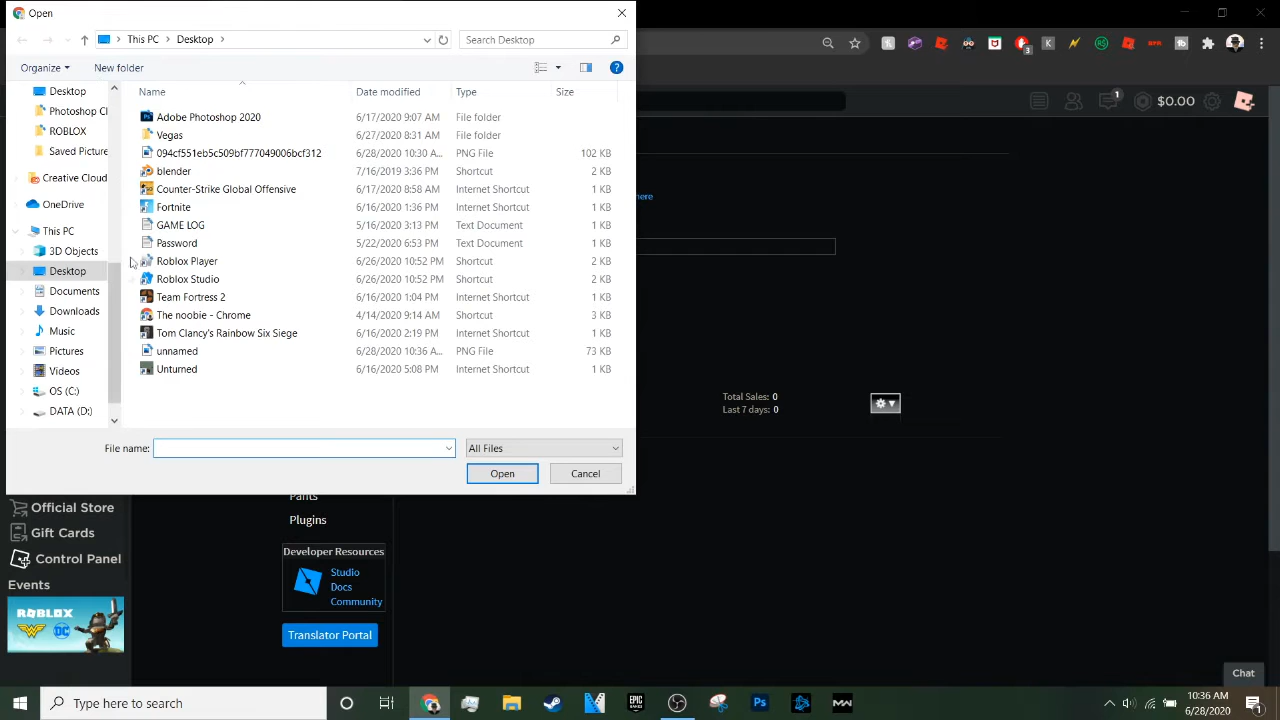 Open
This PC > Desktop >
Search Desktop
Organize
New folder
Name
Date modified
Type
Size
Desktop
Photoshop Cl
ROBLOX
Saved Picture
Creative Cloud
OneDrive
This PC
3D Objects
Desktop
Documents
Downloads
Music
Pictures
Videos
OS (C:)
DATA (D:)
Adobe Photoshop 2020 6/17/2020 9:07 AM File folder
Vegas 6/27/2020 8:31 AM File folder
094cf551eb5c509bf777049006bcf312 6/28/2020 10:30 A... PNG File 102 KB
blender 7/16/2019 3:36 PM Shortcut 2 KB
Counter-Strike Global Offensive 6/17/2020 8:58 AM Internet Shortcut 1 KB
Fortnite 6/16/2020 1:36 PM Internet Shortcut 1 KB
GAME LOG 5/16/2020 3:13 PM Text Document 1 KB
Password 5/22/2020 6:53 PM Text Document 1 KB
Roblox Player 6/26/2020 10:52 PM Shortcut 2 KB
Roblox Studio 6/26/2020 10:52 PM Shortcut 2 KB
Team Fortress 2 6/16/2020 1:04 PM Internet Shortcut 1 KB
The noobie - Chrome 4/14/2020 9:14 AM Shortcut 3 KB
Tom Clancy's Rainbow Six Siege 6/16/2020 2:19 PM Internet Shortcut 1 KB
unnamed 6/28/2020 10:36 A... PNG File 73 KB
Unturned 6/16/2020 5:08 PM Internet Shortcut 1 KB
File name:
All Files
Open
Cancel
3
K
1
$0.00
ere
Total Sales: 0
Last 7 days: 0
Official Store
Gift Cards
Control Panel
Events
ROBLOX
DC
Pants
Plugins
Developer Resources
Studio
Docs
Community
Translator Portal
Chat
Type here to search
EPIC GAMES
Ps
MW
10:36 AM
6/28/2020
1